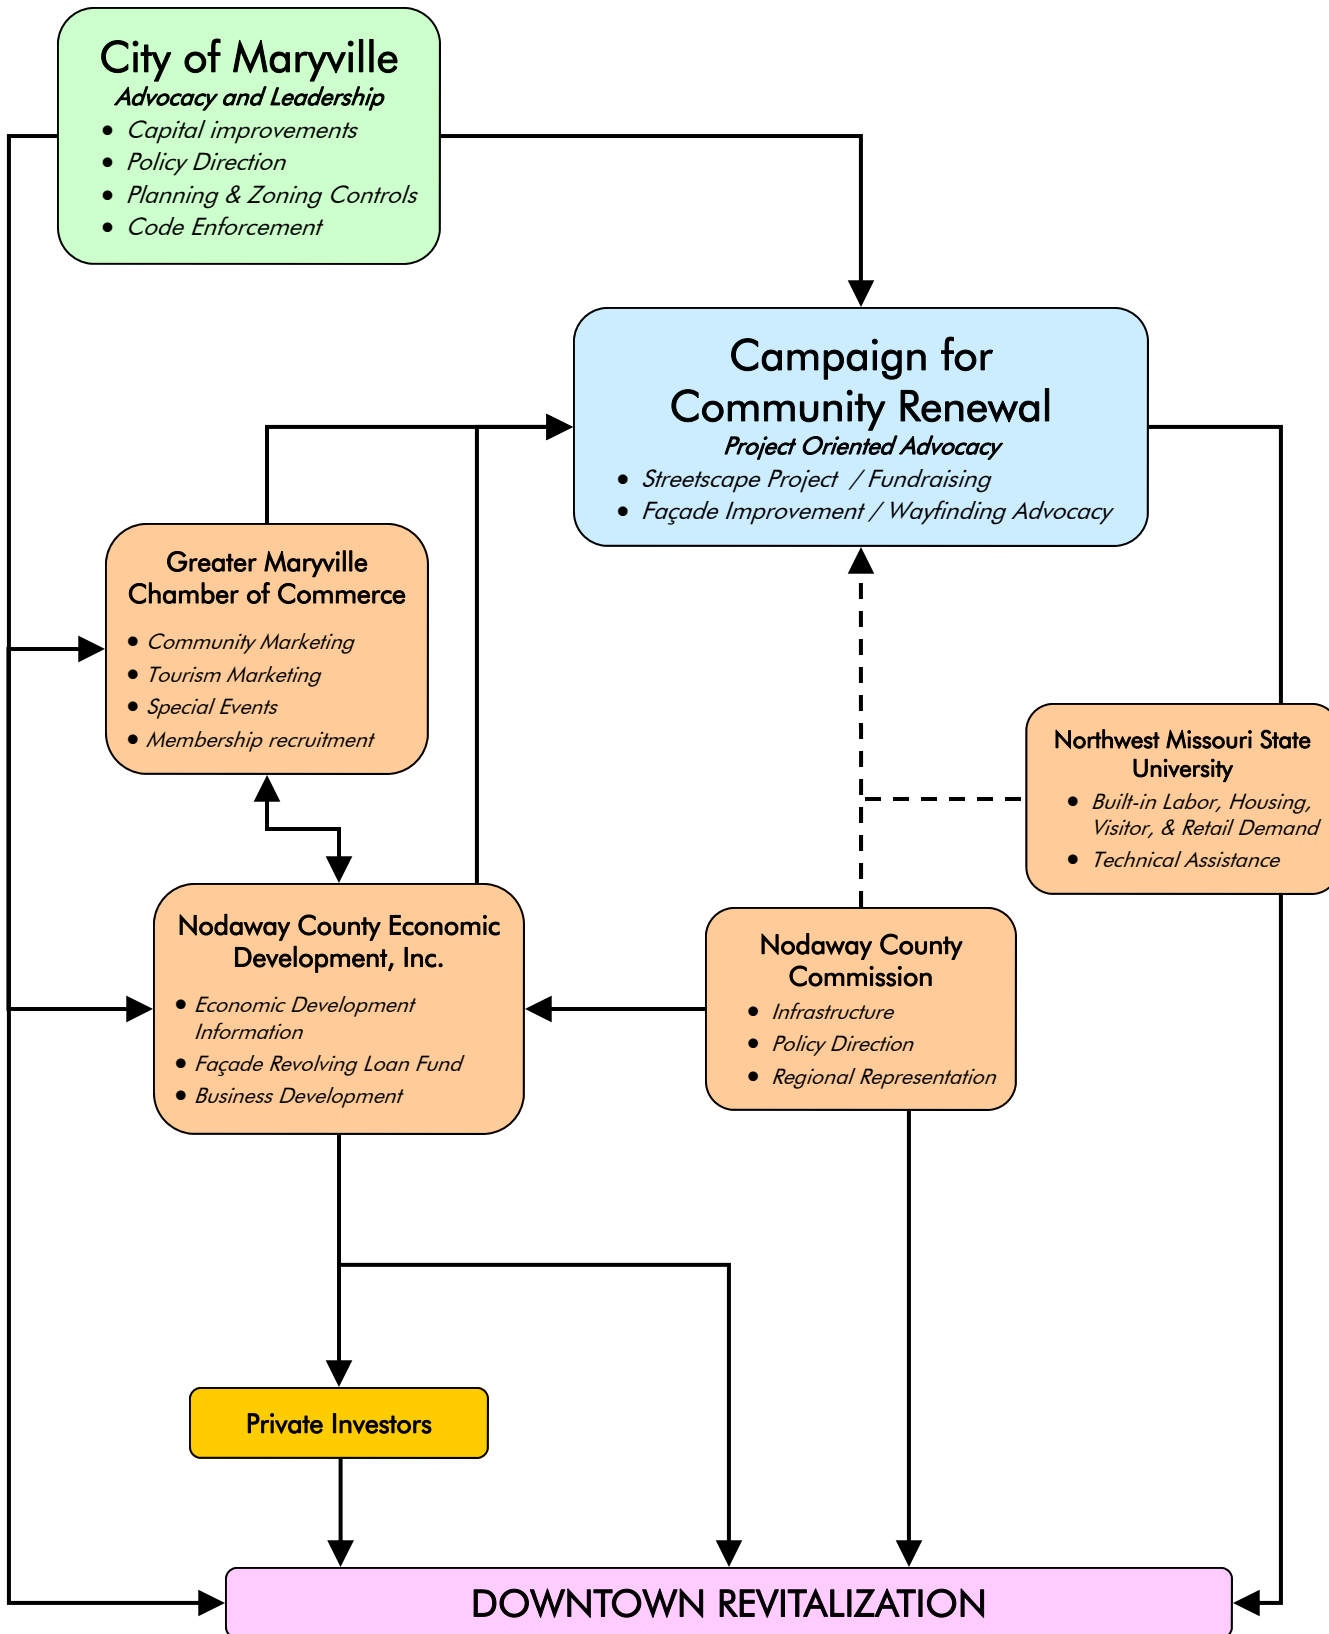 City of Maryville
Advocacy and Leadership
• Capital improvements
• Policy Direction
• Planning & Zoning Controls
• Code Enforcement
Campaign for
Community Renewal
Project Oriented Advocacy
• Streetscape Project / Fundraising
• Façade Improvement / Wayfinding Advocacy
Greater Maryville
Chamber of Commerce
• Community Marketing
• Tourism Marketing
• Special Events
• Membership recruitment
Northwest Missouri State
University
• Built-in Labor, Housing,
Visitor, & Retail Demand
• Technical Assistance
Nodaway County Economic
Development, Inc.
• Economic Development
Information
• Façade Revolving Loan Fund
• Business Development
Nodaway County
Commission
• Infrastructure
• Policy Direction
• Regional Representation
Private Investors
DOWNTOWN REVITALIZATION